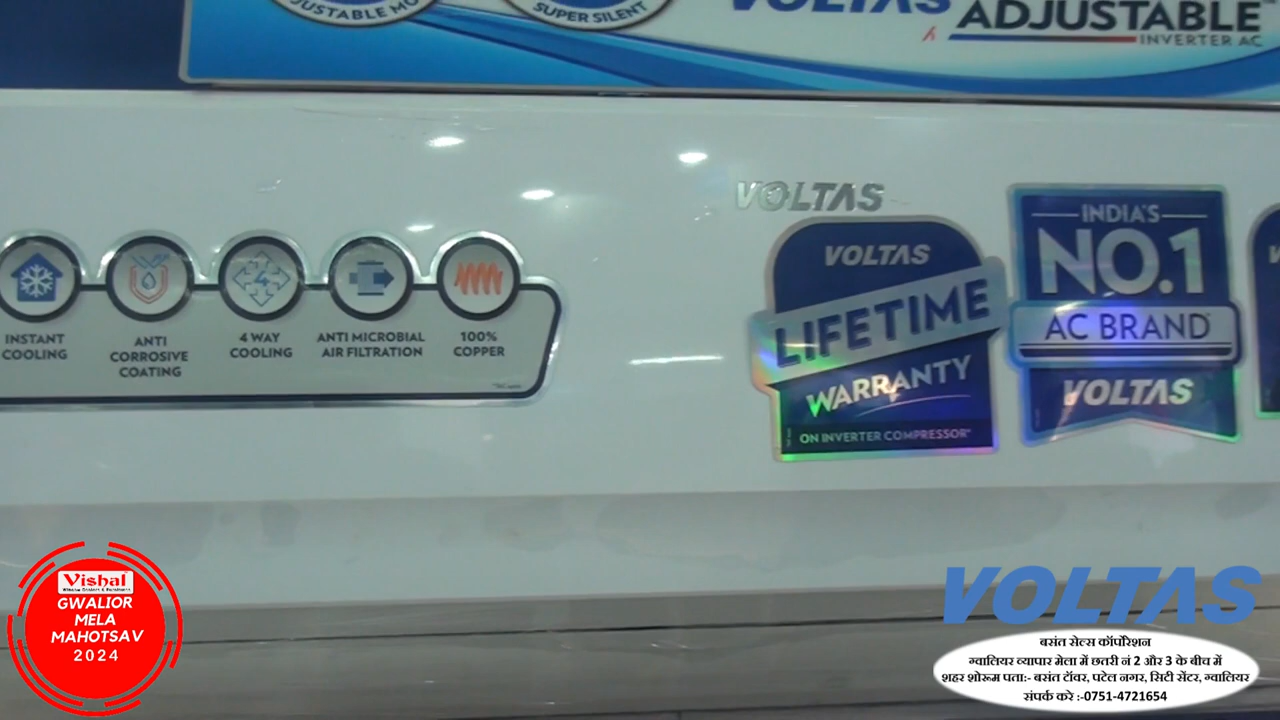 JUSTABLE MO
SUPER SILENT
VOLTAS
ADJUSTABLE
INVERTER AC
INSTANT
COOLING
ANTI
CORROSIVE
COATING
4
4 WAY
COOLING
ANTI MICROBIAL
AIR FILTRATION
100%
COPPER
VOLTAS
VOLTAS
LIFETIME
WARRANTY
ON INVERTER COMPRESSOR*
INDIA'S
NO.1
AC BRAND
VOLTAS
Vishal
GWALIOR
MELA
MAHOTSAV
2024
VOLTAS
बसंत सेल्स कॉर्पोरेशन
ग्वालियर व्यापार मेला में छतरी नं 2 और 3 के बीच में
शहर शोरूम पता:- बसंत टॉवर, पटेल नगर, सिटी सेंटर, ग्वालियर
संपर्क करे :-0751-4721654